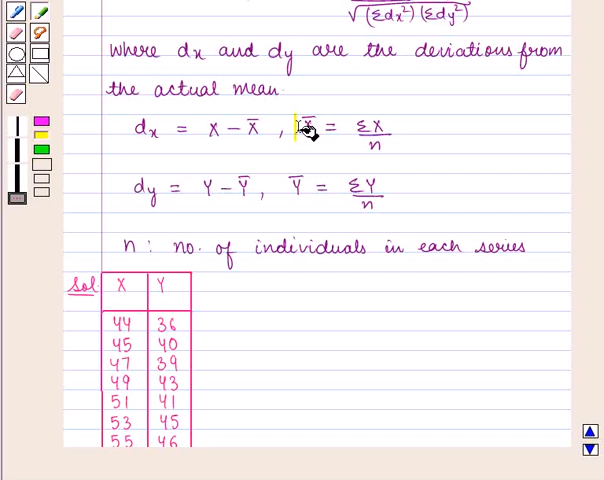 √(Σdx²) (Σdy²)
where dx and dy are the deviations from
the actual mean.
dx = X − X̅ , X̅ = ΣX/n
dy = Y − Y̅, Y̅ = ΣY/n
n : no. of individuals in each series
Sol. X Y
44 36
45 40
47 39
49 43
51 41
53 45
55 46